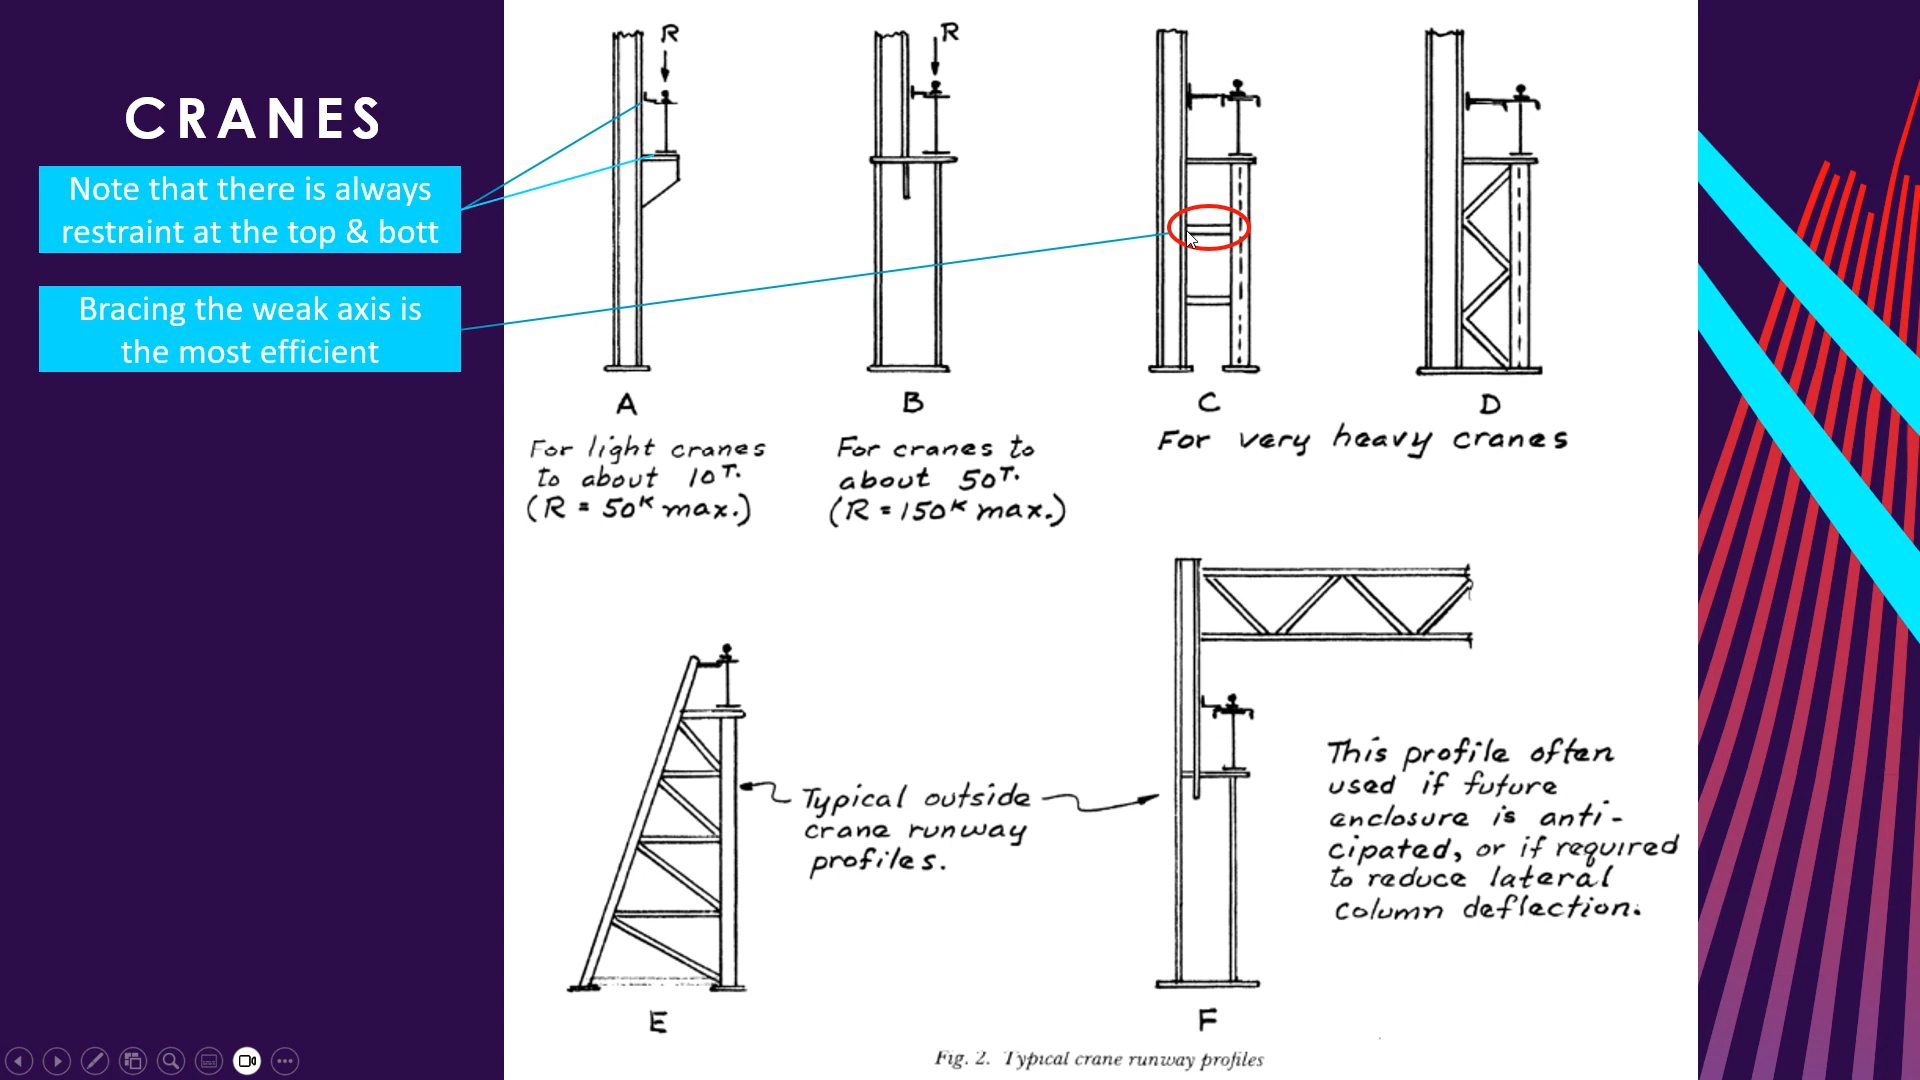 CRANES
Note that there is always
restraint at the top & bott
Bracing the weak axis is
the most efficient
R
R
A
B
C
D
For light cranes
to about 10T.
(R = 50K max.)
For cranes to
about 50T.
(R = 150K max.)
For very heavy cranes
Typical outside
crane runway
profiles.
This profile often
used if future
enclosure is anti-
cipated, or if required
to reduce lateral
column deflection.
E
F
Fig. 2. Typical crane runway profiles